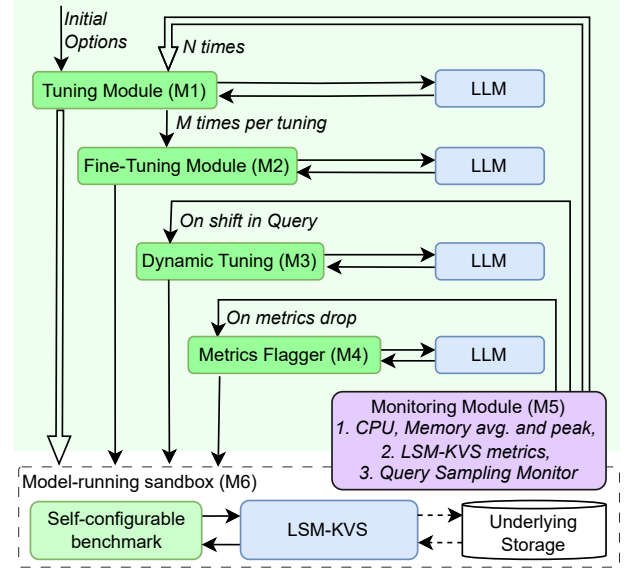 Initial
Options
N times
Tuning Module (M1)
LLM
M times per tuning
Fine-Tuning Module (M2)
LLM
On shift in Query
Dynamic Tuning (M3)
LLM
On metrics drop
Metrics Flagger (M4)
LLM
Monitoring Module (M5)
1. CPU, Memory avg. and peak,
2. LSM-KVS metrics,
3. Query Sampling Monitor
Model-running sandbox (M6)
Self-configurable
benchmark
LSM-KVS
Underlying
Storage